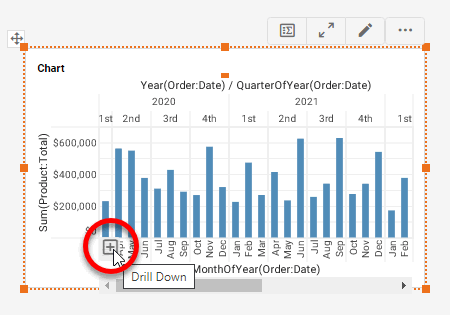 Chart
Year(Order:Date) / QuarterOfYear(Order:Date)
2020 2021
1st 2nd 3rd 4th 1st 2nd 3rd 4th 1st
Sum(Product:Total)
$600,000
$400,000
$200,000
$0
May Jun Jul Aug Sep Oct Nov Dec Jan Feb Mar Apr May Jun Jul Aug Sep Oct Nov Dec Jan Feb
MonthOfYear(Order:Date)
Drill Down